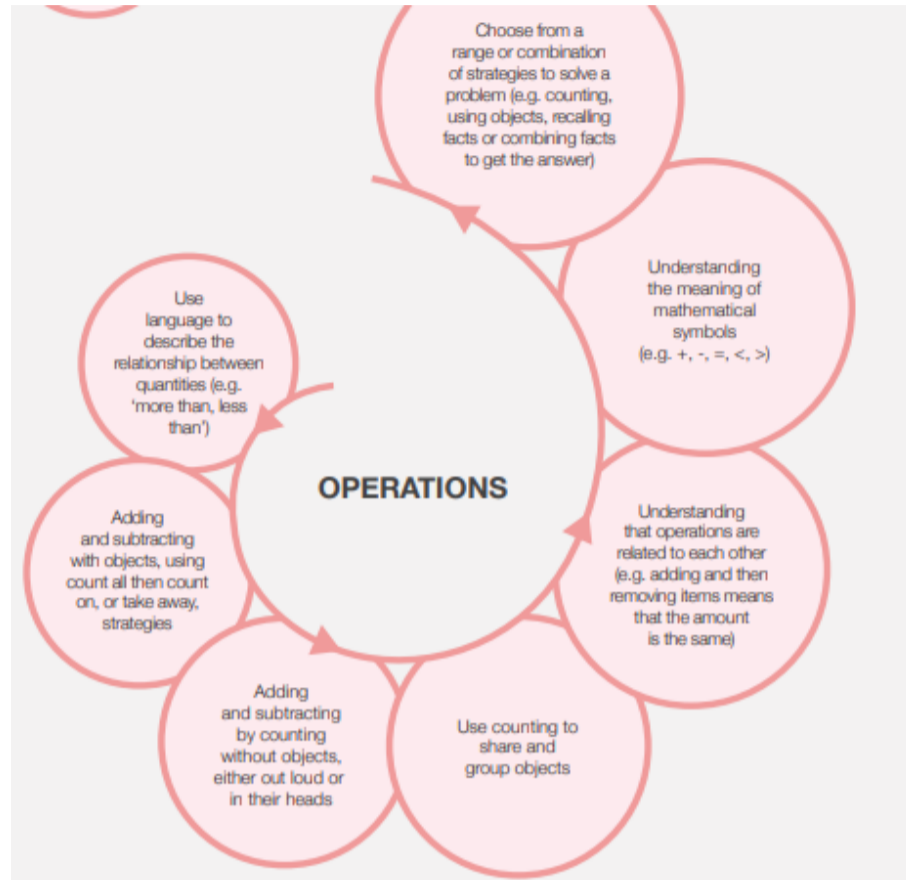 Choose from a
range or combination
of strategies to solve a
problem (e.g. counting,
using objects, recalling
facts or combining facts
to get the answer)
Understanding
the meaning of
mathematical
symbols
(e.g. +, -, =, <, >)
Use
language to
describe the
relationship between
quantities (e.g.
‘more than, less
than’)
OPERATIONS
Adding
and subtracting
with objects, using
count all then count
on, or take away,
strategies
Understanding
that operations are
related to each other
(e.g. adding and then
removing items means
that the amount
is the same)
Adding
and subtracting
by counting
without objects,
either out loud or
in their heads
Use counting to
share and
group objects